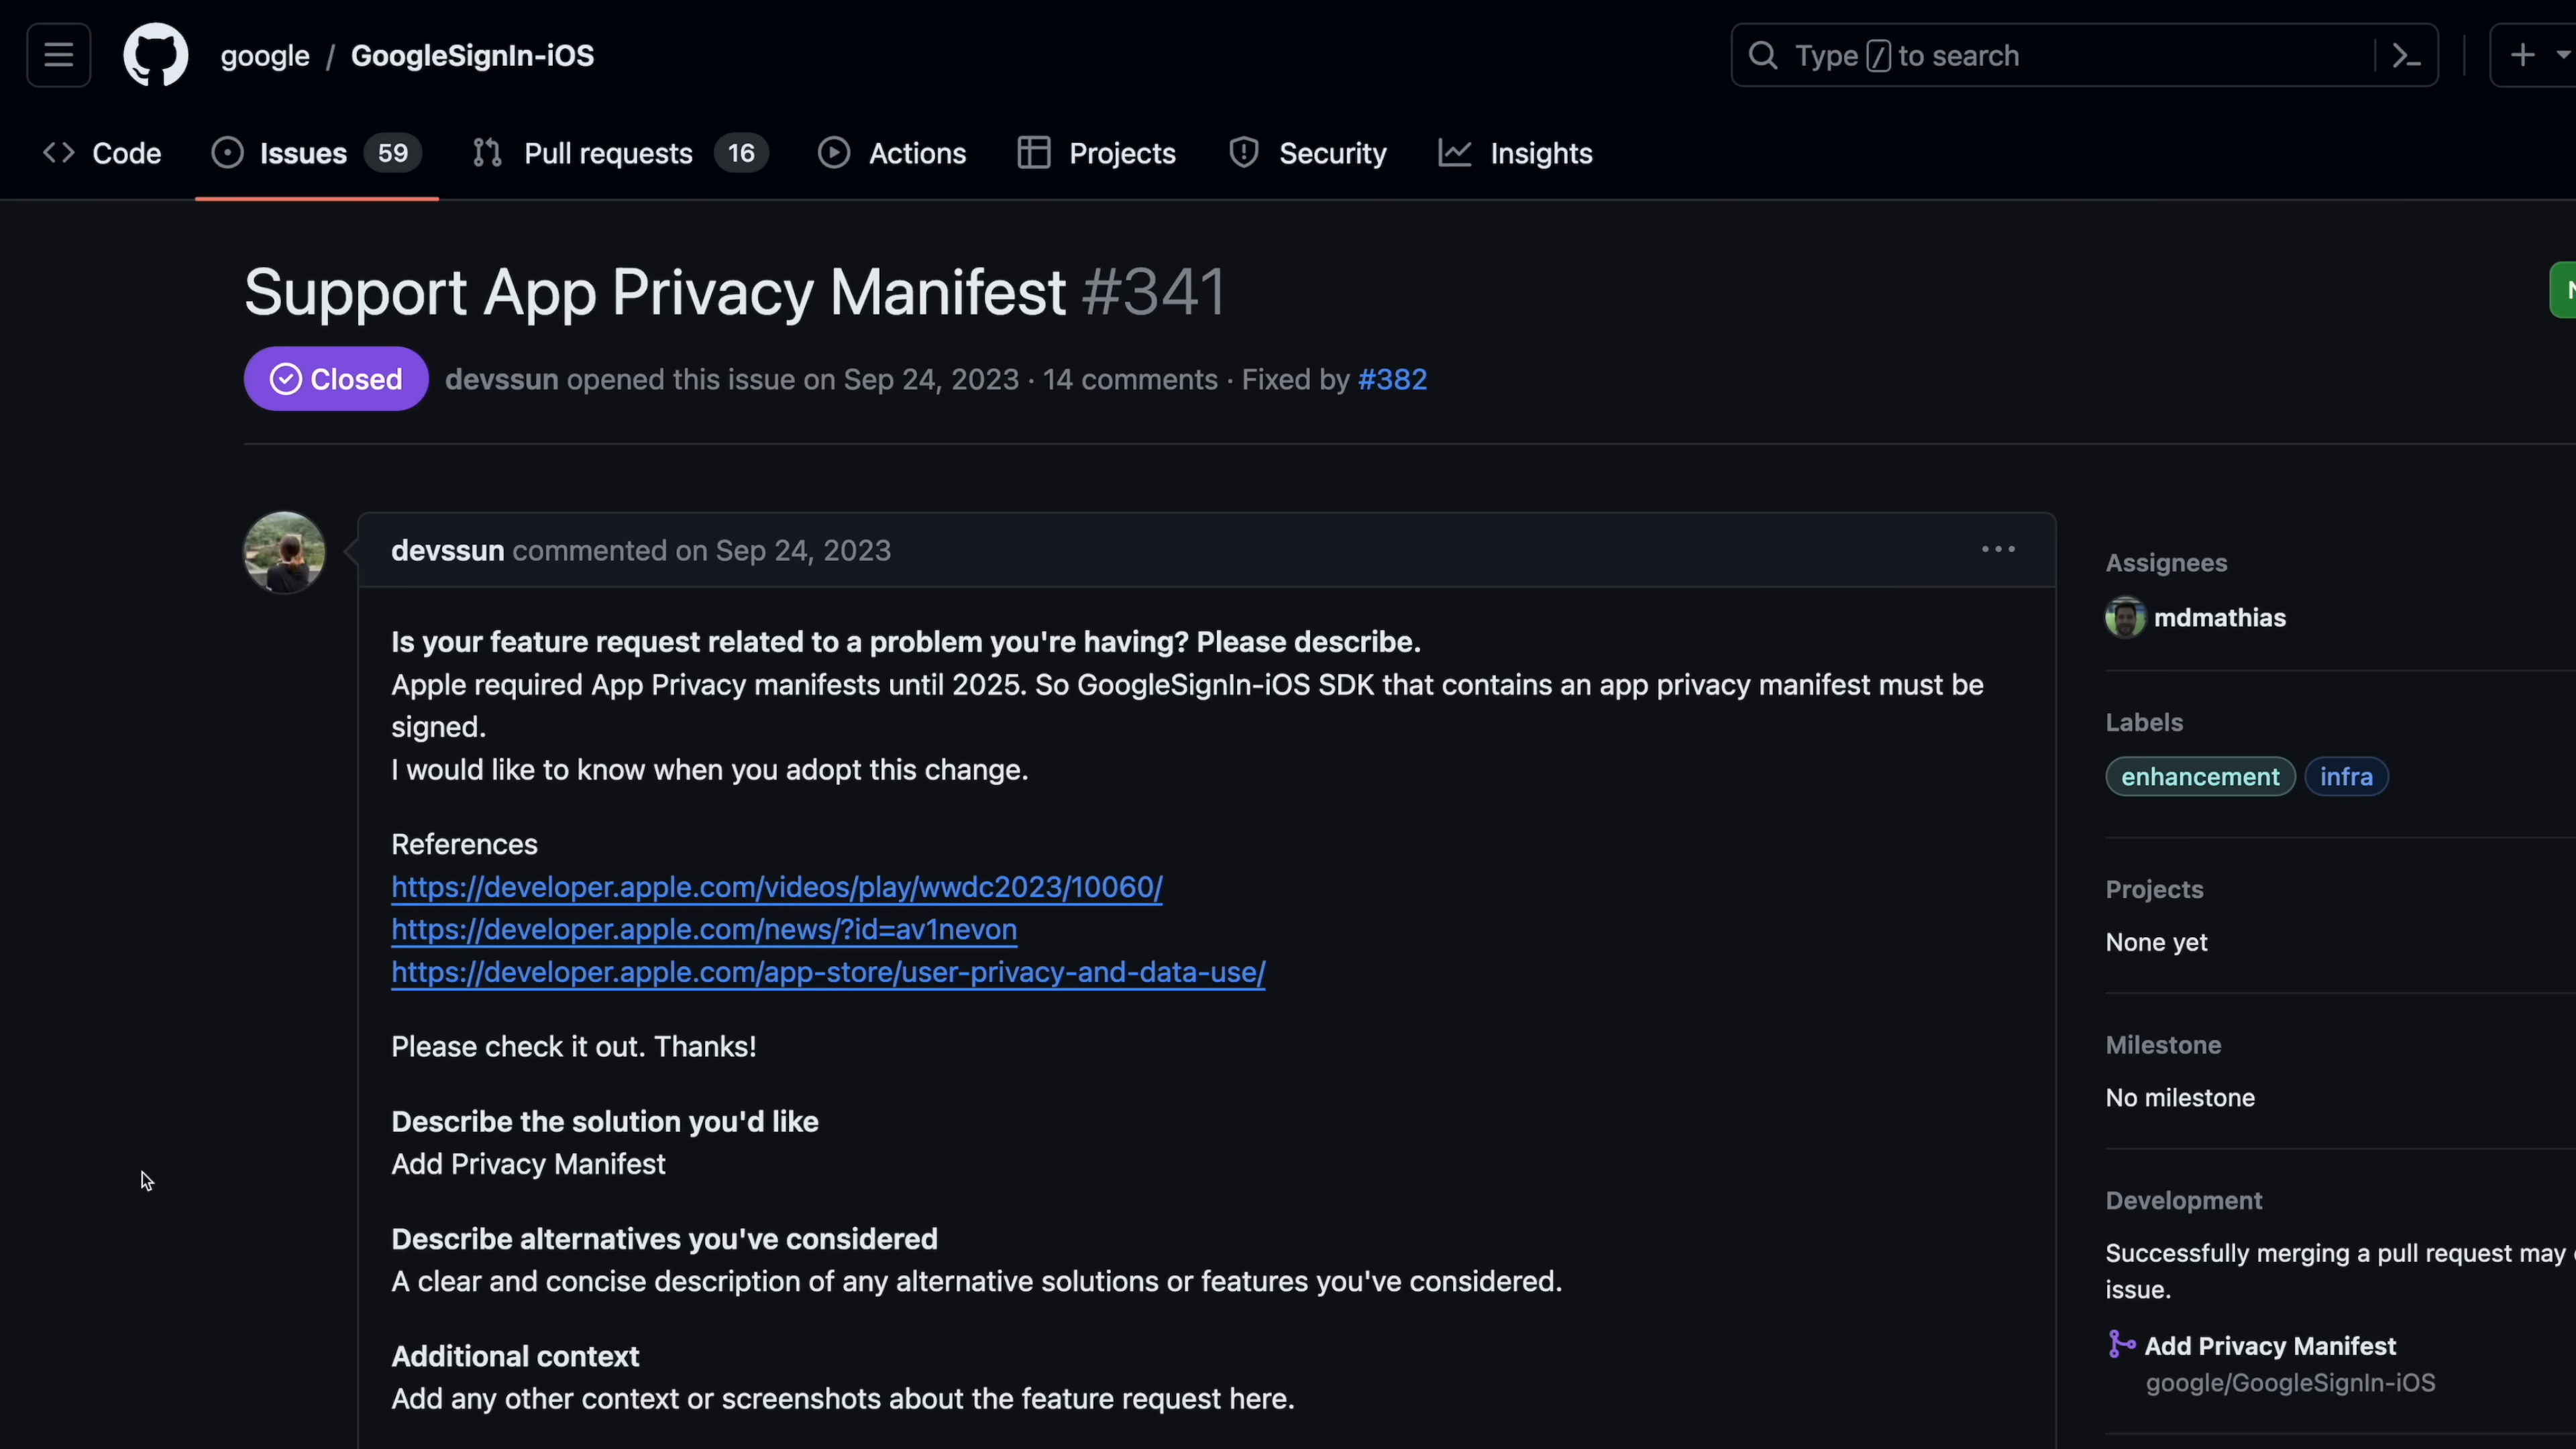 google / GoogleSignIn-iOS
Type / to search
Code
Issues 59
Pull requests 16
Actions
Projects
Security
Insights
Support App Privacy Manifest #341
Closed
devssun opened this issue on Sep 24, 2023 · 14 comments · Fixed by #382
devssun commented on Sep 24, 2023
Is your feature request related to a problem you're having? Please describe.
Apple required App Privacy manifests until 2025. So GoogleSignIn-iOS SDK that contains an app privacy manifest must be
signed.
I would like to know when you adopt this change.
References
https://developer.apple.com/videos/play/wwdc2023/10060/
https://developer.apple.com/news/?id=av1nevon
https://developer.apple.com/app-store/user-privacy-and-data-use/
Please check it out. Thanks!
Describe the solution you'd like
Add Privacy Manifest
Describe alternatives you've considered
A clear and concise description of any alternative solutions or features you've considered.
Additional context
Add any other context or screenshots about the feature request here.
Assignees
mdmathias
Labels
enhancement infra
Projects
None yet
Milestone
No milestone
Development
Successfully merging a pull request may
issue.
Add Privacy Manifest
google/GoogleSignIn-iOS